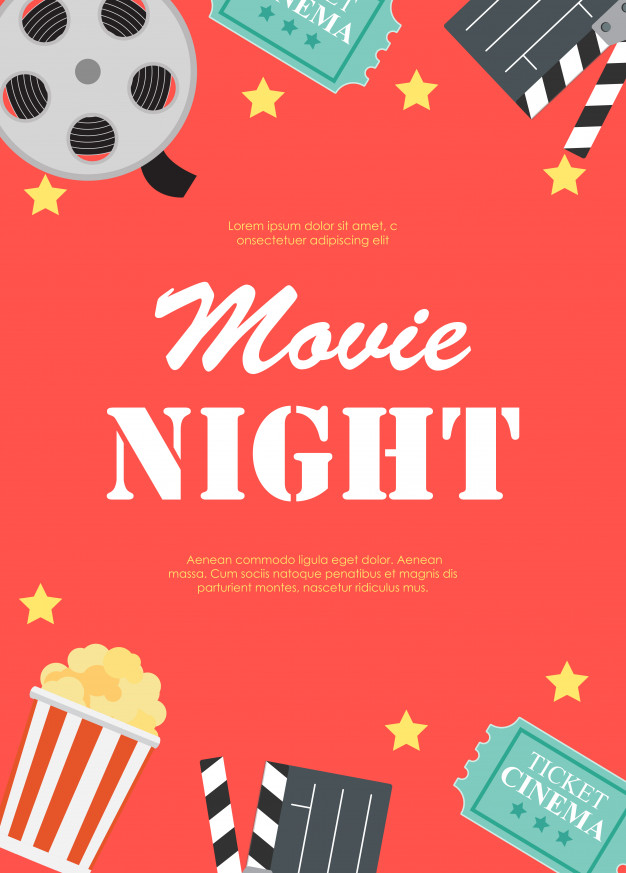 TICKET
CINEMA
Lorem ipsum dolor sit amet, c
onsectetuer adipiscing elit
Movie
NIGHT
Aenean commodo ligula eget dolor. Aenean
massa. Cum sociis natoque penatibus et magnis dis
parturient montes, nascetur ridiculus mus.
TICKET
CINEMA